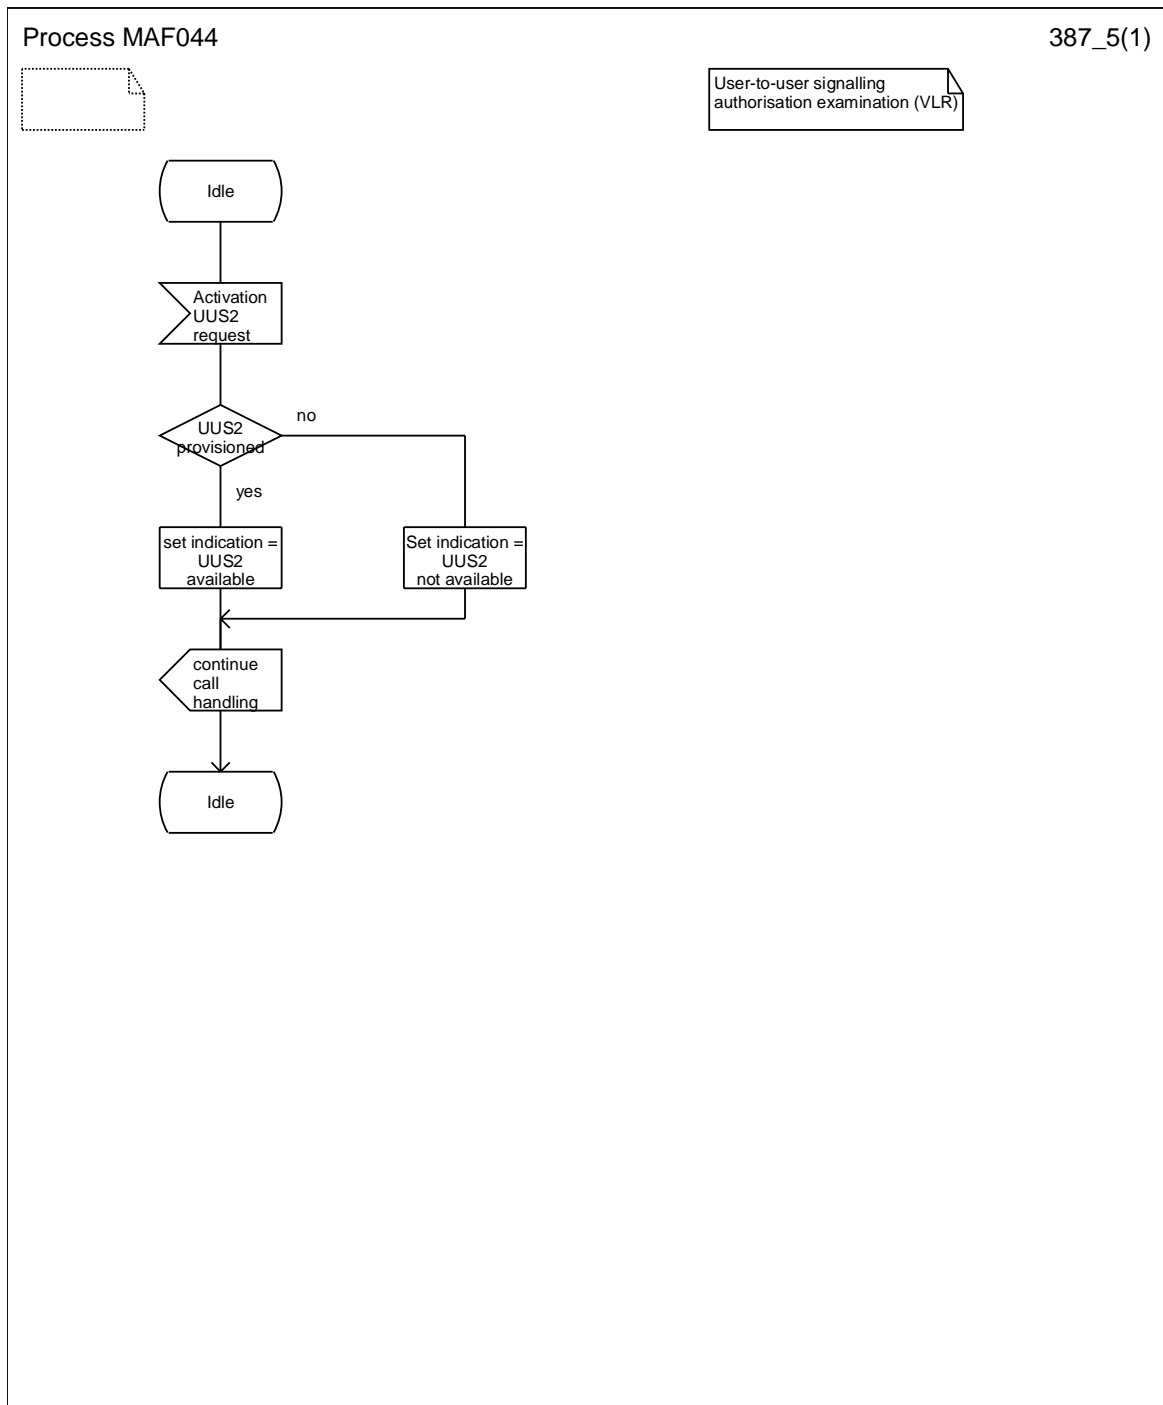 Process MAF044
387_5(1)
User-to-user signalling
authorisation examination (VLR)
Idle
Activation
UUS2
request
no
UUS2
provisioned
yes
set indication =
UUS2
available
Set indication =
UUS2
not available
continue
call
handling
Idle